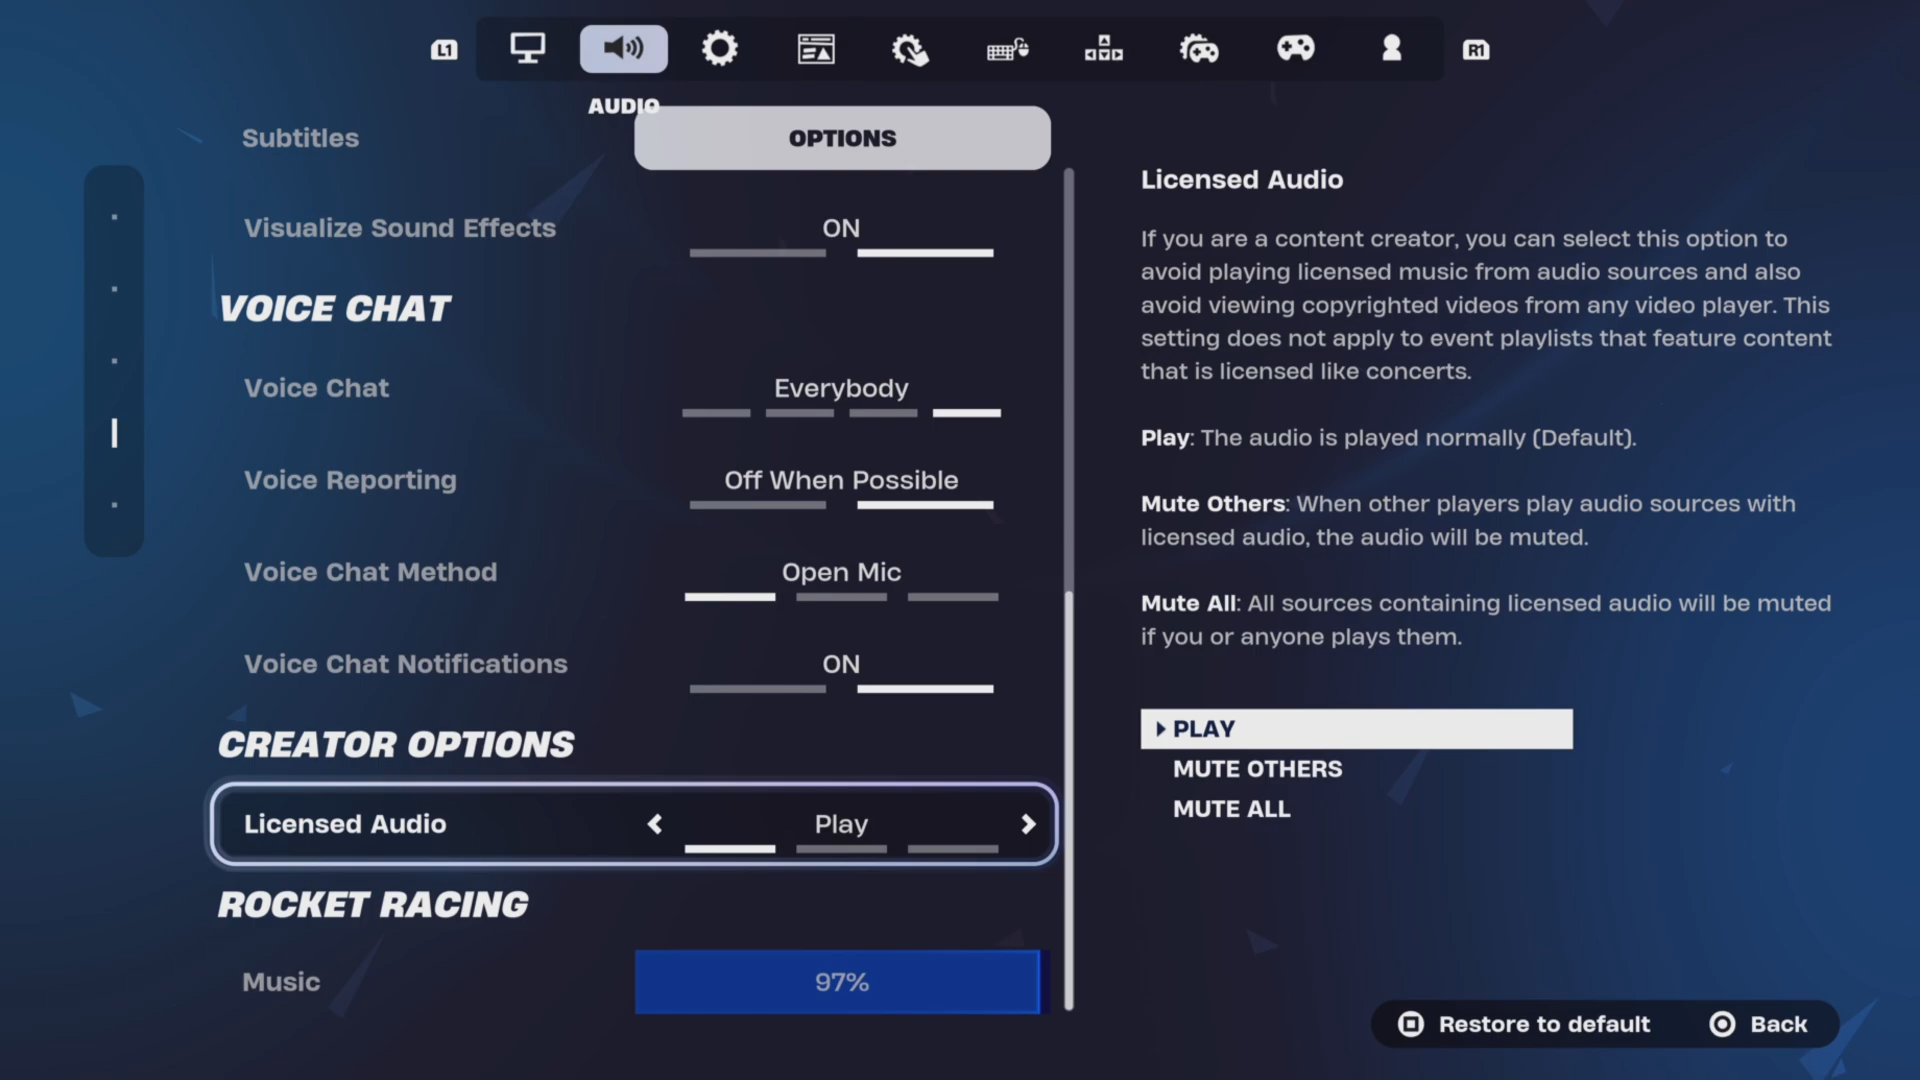 L1
R1
AUDIO
Subtitles
OPTIONS
Visualize Sound Effects
ON
VOICE CHAT
Voice Chat
Everybody
Voice Reporting
Off When Possible
Voice Chat Method
Open Mic
Voice Chat Notifications
ON
CREATOR OPTIONS
Licensed Audio
Play
ROCKET RACING
Music
97%
Licensed Audio
If you are a content creator, you can select this option to
avoid playing licensed music from audio sources and also
avoid viewing copyrighted videos from any video player. This
setting does not apply to event playlists that feature content
that is licensed like concerts.
Play: The audio is played normally (Default).
Mute Others: When other players play audio sources with
licensed audio, the audio will be muted.
Mute All: All sources containing licensed audio will be muted
if you or anyone plays them.
PLAY
MUTE OTHERS
MUTE ALL
Restore to default
Back